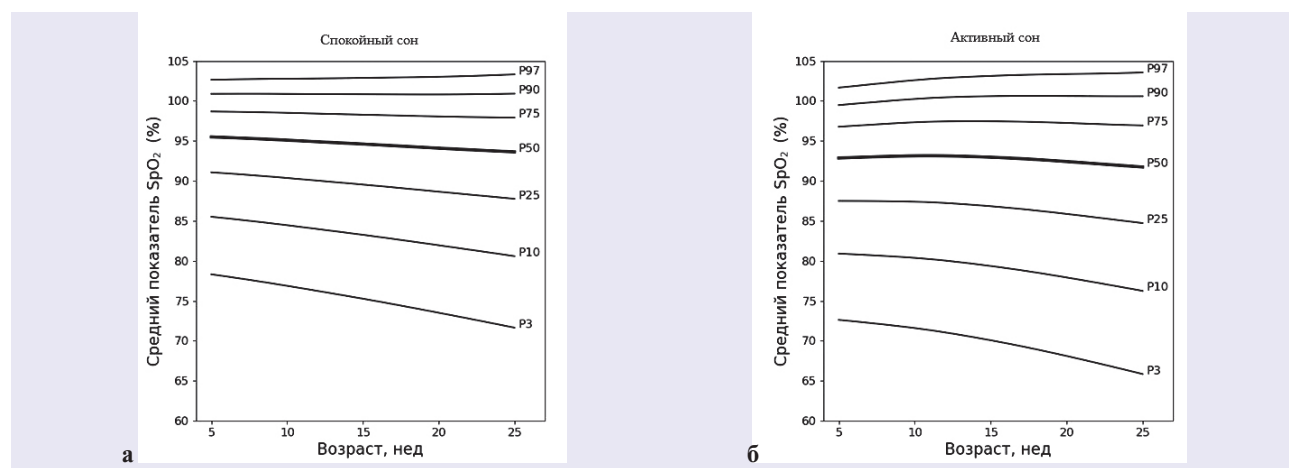 Спокойный сон
105
100
95
90
85
80
75
70
65
60
Средний показатель SpO₂ (%)
P97
P90
P75
P50
P25
P10
P3
5 10 15 20 25
Возраст, нед
а
Активный сон
105
100
95
90
85
80
75
70
65
60
Средний показатель SpO₂ (%)
P97
P90
P75
P50
P25
P10
P3
5 10 15 20 25
Возраст, нед
б